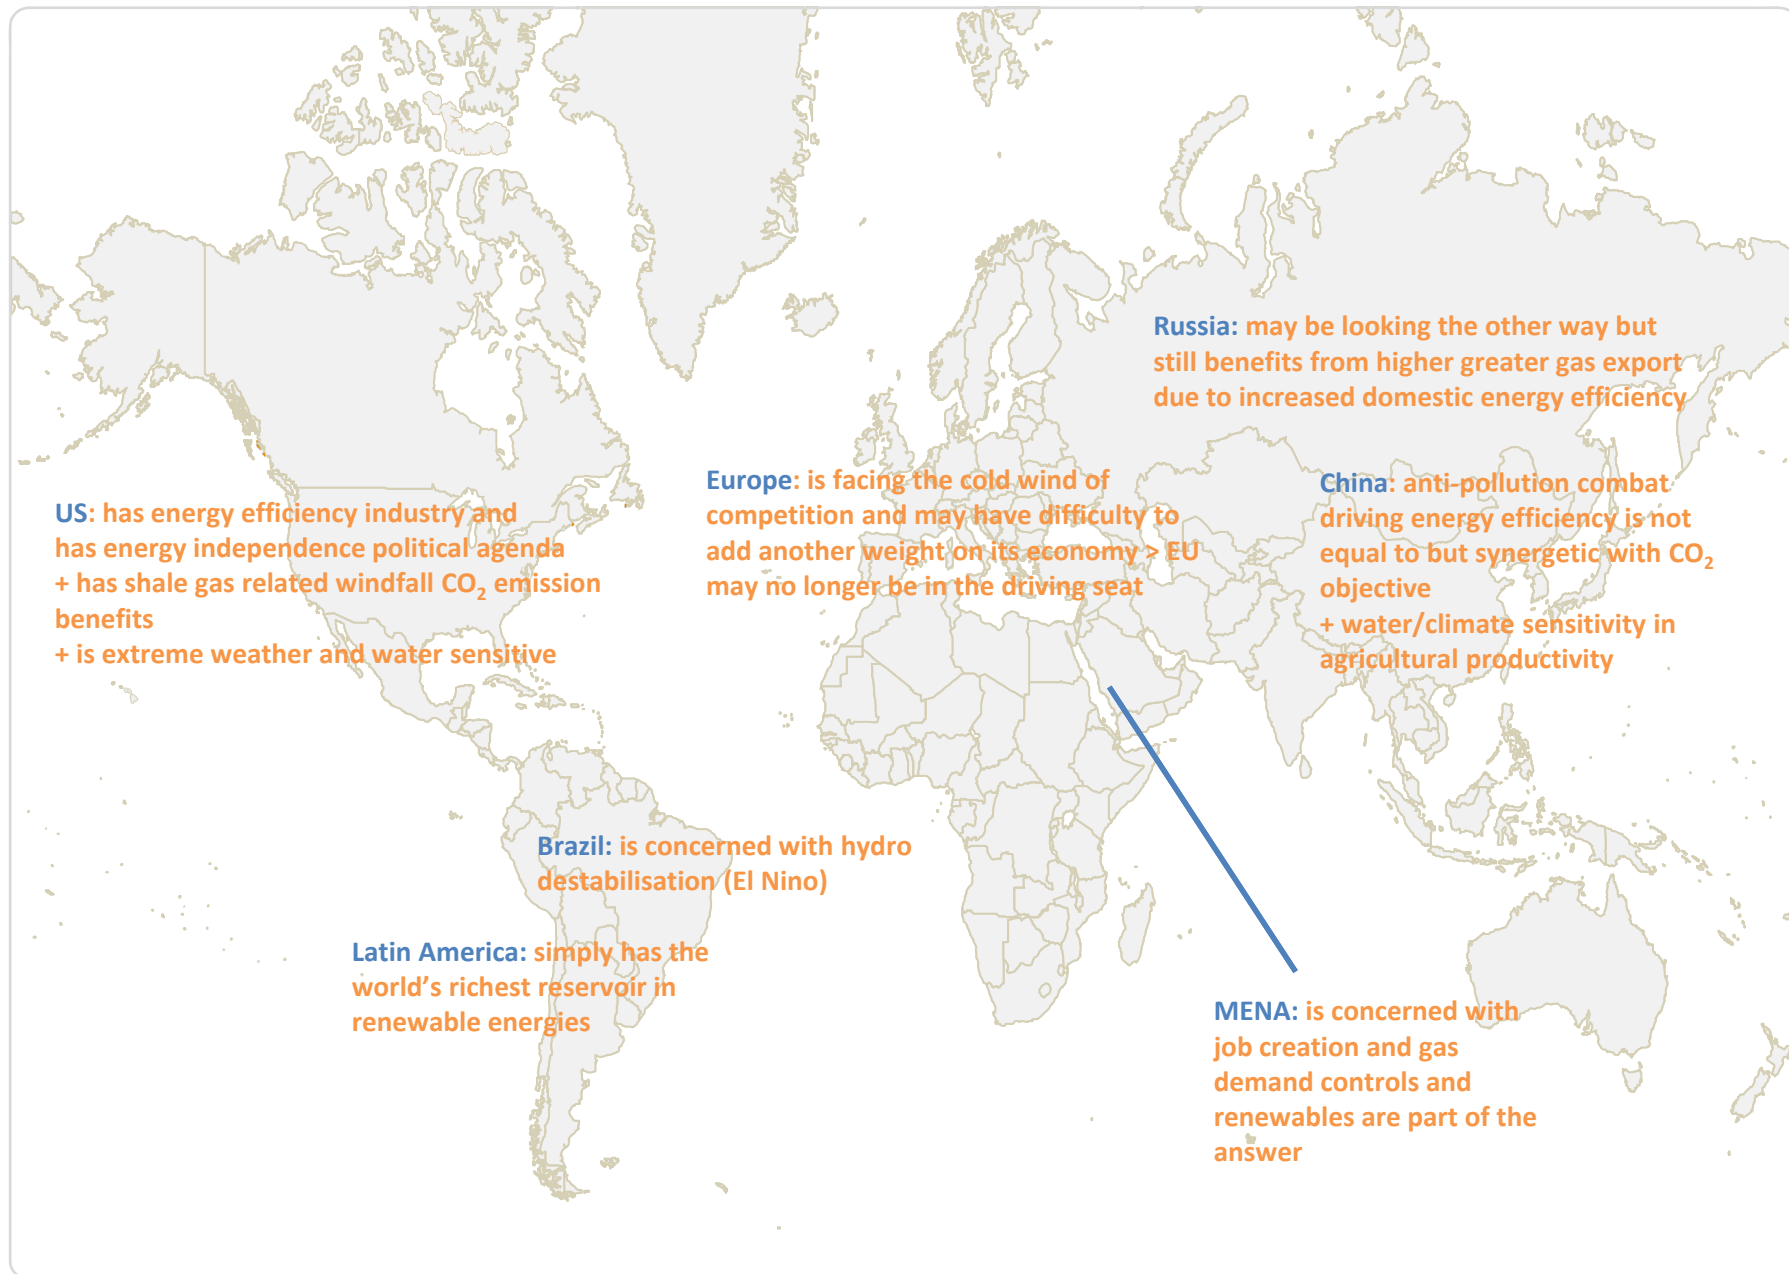 Russia: may be looking the other way but
still benefits from higher greater gas export
due to increased domestic energy efficiency
Europe: is facing the cold wind of
competition and may have difficulty to
add another weight on its economy > EU
may no longer be in the driving seat
China: anti-pollution combat
driving energy efficiency is not
equal to but synergetic with CO₂
objective
+ water/climate sensitivity in
agricultural productivity
US: has energy efficiency industry and
has energy independence political agenda
+ has shale gas related windfall CO₂ emission
benefits
+ is extreme weather and water sensitive
Brazil: is concerned with hydro
destabilisation (El Nino)
Latin America: simply has the
world's richest reservoir in
renewable energies
MENA: is concerned with
job creation and gas
demand controls and
renewables are part of the
answer